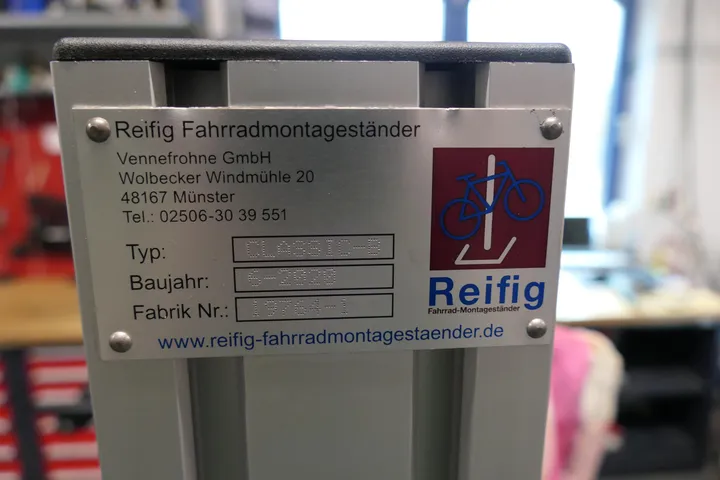 Reifig Fahrradmontageständer
Vennefrohne GmbH
Wolbecker Windmühle 20
48167 Münster
Tel.: 02506-30 39 551
Typ: CLASSIC-S
Baujahr:
Fabrik Nr.:
Reifig
Fahrrad-Montageständer
www.reifig-fahrradmontagestaender.de